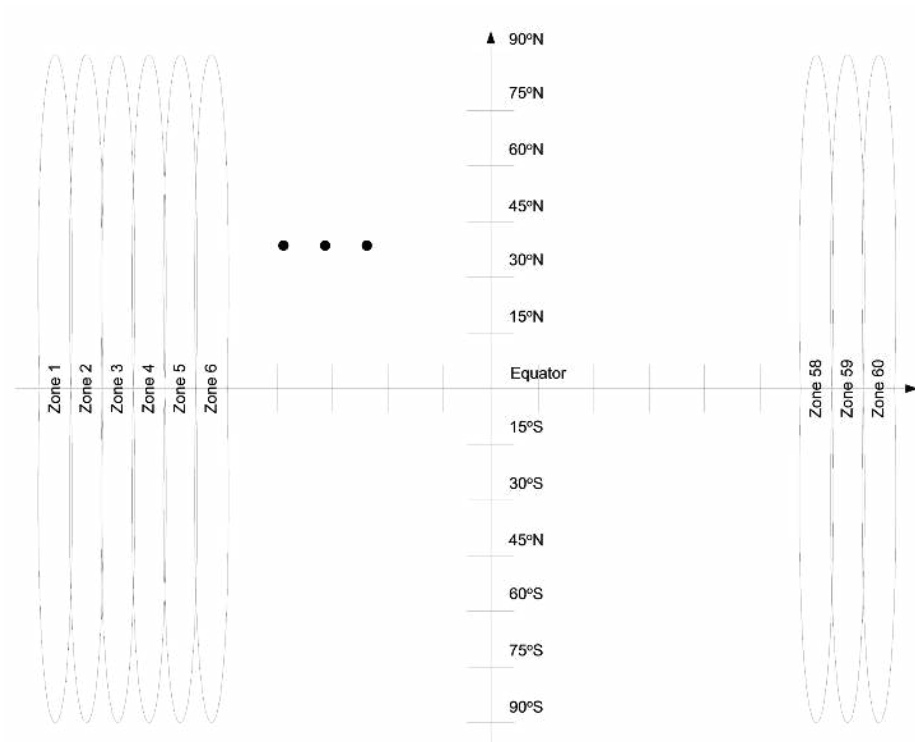 90ºN
75ºN
60ºN
45ºN
30ºN
15ºN
Equator
Zone 1
Zone 2
Zone 3
Zone 4
Zone 5
Zone 6
Zone 58
Zone 59
Zone 60
15ºS
30ºS
45ºN
60ºS
75ºS
90ºS